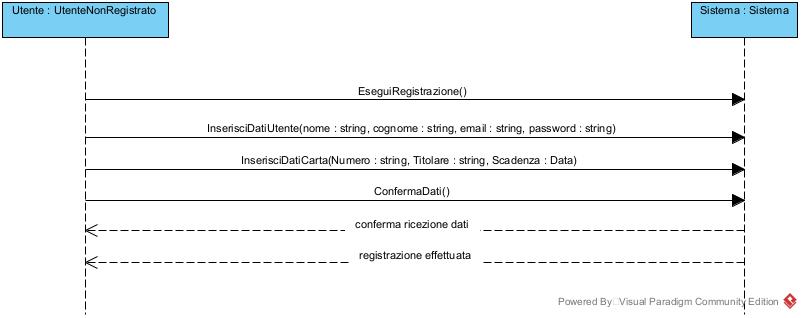 Utente : UtenteNonRegistrato
Sistema : Sistema
EseguiRegistrazione()
InserisciDatiUtente(nome : string, cognome : string, email : string, password : string)
InserisciDatiCarta(Numero : string, Titolare : string, Scadenza : Data)
ConfermaDati()
conferma ricezione dati
registrazione effettuata
Powered By Visual Paradigm Community Edition